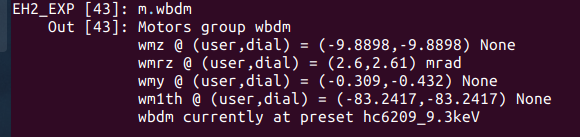 EH2_EXP [43]: m.wbdm
Out [43]: Motors group wbdm
wmz @ (user,dial) = (-9.8898,-9.8898) None
wmrz @ (user,dial) = (2.6,2.61) mrad
wmy @ (user,dial) = (-0.309,-0.432) None
wm1th @ (user,dial) = (-83.2417,-83.2417) None
wbdm currently at preset hc6209_9.3keV